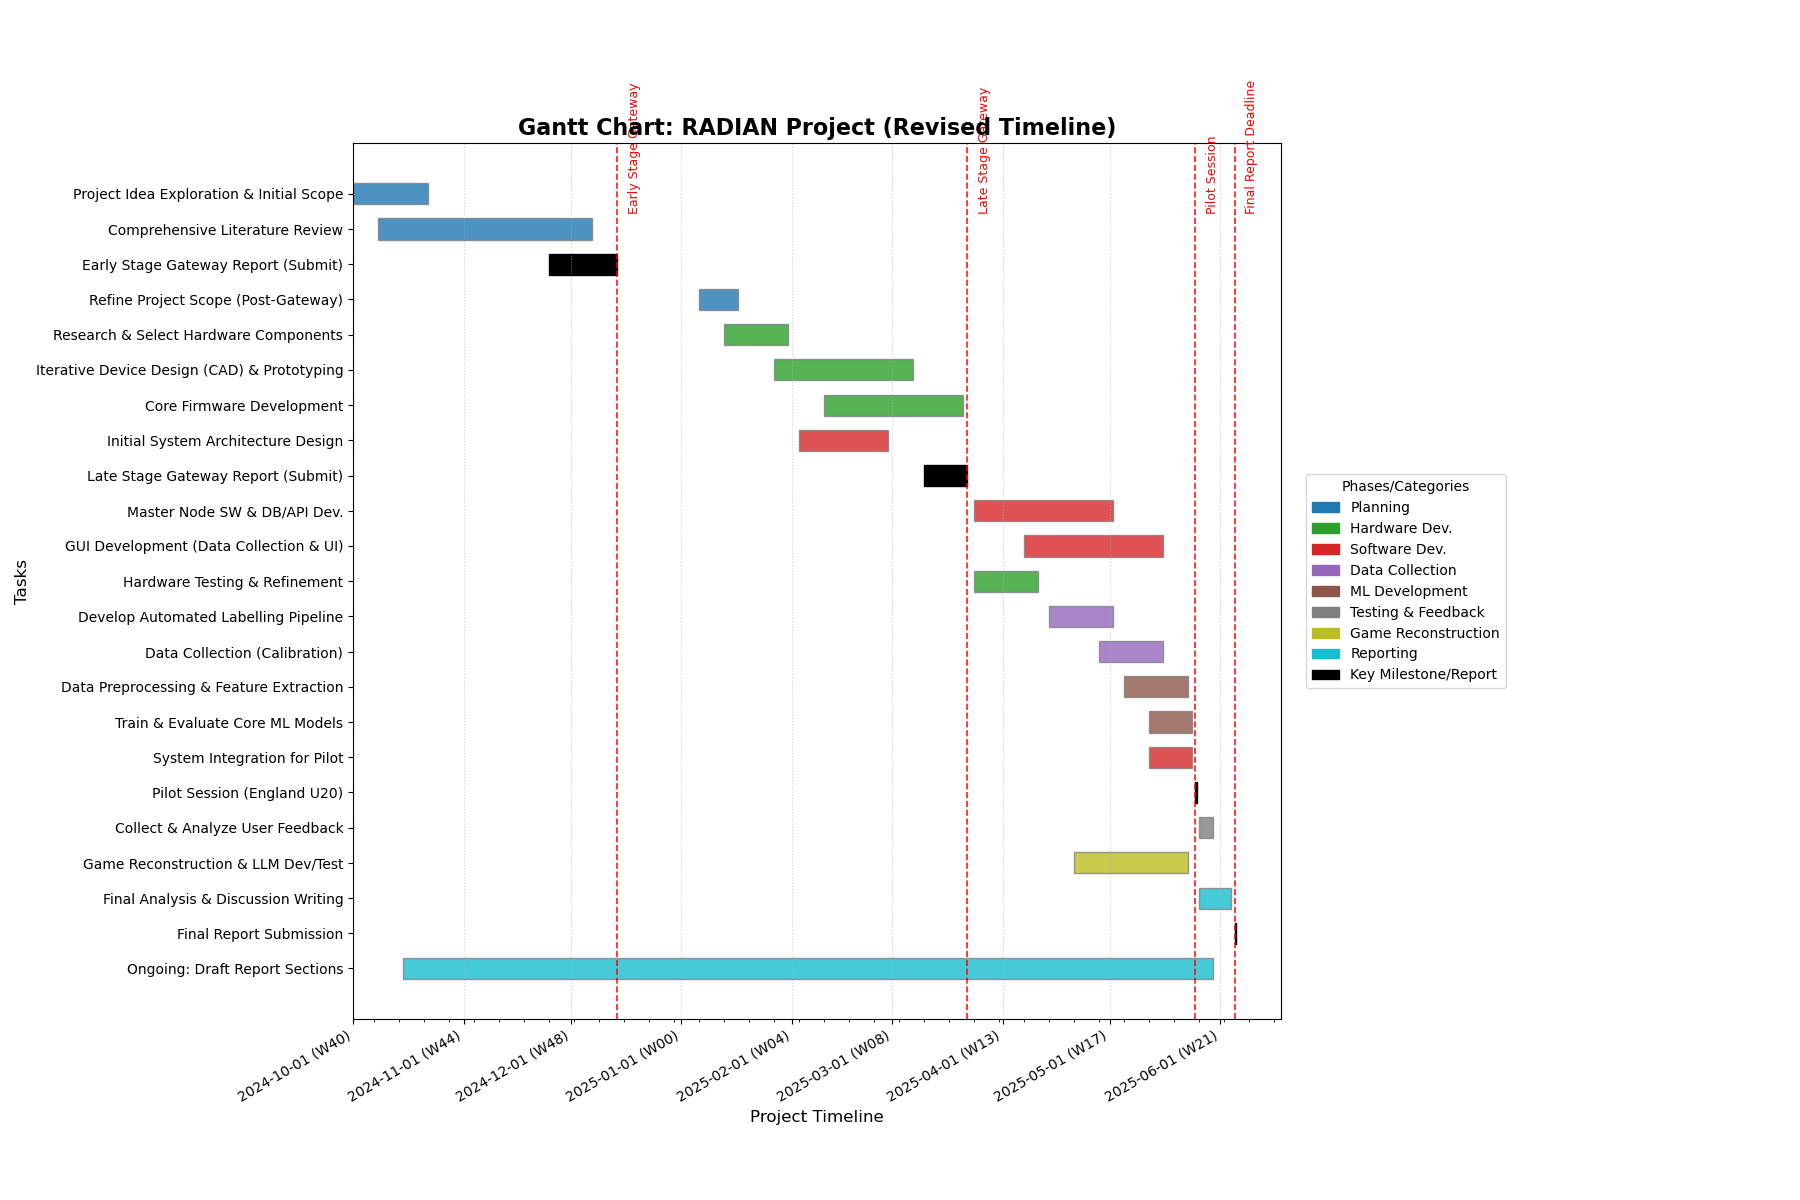 Early Stage Gateway
Late Stage Gateway
Pilot Session
Final Report Deadline
Gantt Chart: RADIAN Project (Revised Timeline)
Tasks
Project Idea Exploration & Initial Scope
Comprehensive Literature Review
Early Stage Gateway Report (Submit)
Refine Project Scope (Post-Gateway)
Research & Select Hardware Components
Iterative Device Design (CAD) & Prototyping
Core Firmware Development
Initial System Architecture Design
Late Stage Gateway Report (Submit)
Master Node SW & DB/API Dev.
GUI Development (Data Collection & UI)
Hardware Testing & Refinement
Develop Automated Labelling Pipeline
Data Collection (Calibration)
Data Preprocessing & Feature Extraction
Train & Evaluate Core ML Models
System Integration for Pilot
Pilot Session (England U20)
Collect & Analyze User Feedback
Game Reconstruction & LLM Dev/Test
Final Analysis & Discussion Writing
Final Report Submission
Ongoing: Draft Report Sections
Phases/Categories
Planning
Hardware Dev.
Software Dev.
Data Collection
ML Development
Testing & Feedback
Game Reconstruction
Reporting
Key Milestone/Report
2024-10-01 (W40)
2024-11-01 (W44)
2024-12-01 (W48)
2025-01-01 (W00)
2025-02-01 (W04)
2025-03-01 (W08)
2025-04-01 (W13)
2025-05-01 (W17)
2025-06-01 (W21)
Project Timeline